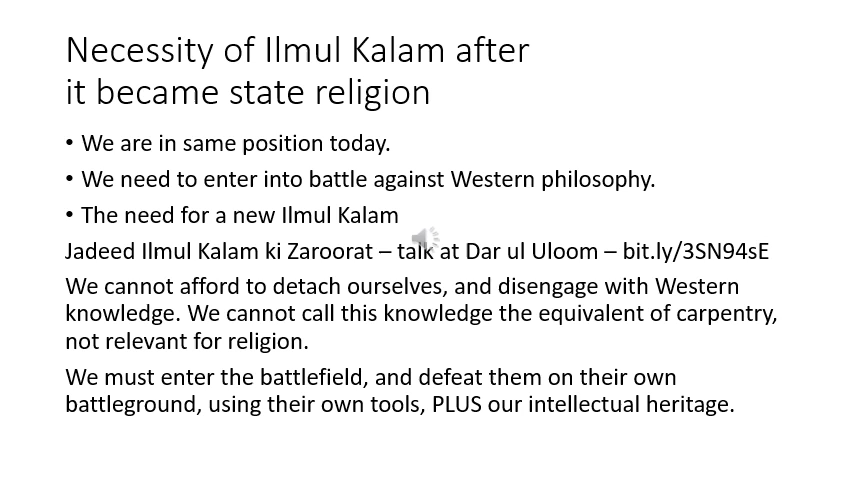 Necessity of Ilmul Kalam after
it became state religion
• We are in same position today.
• We need to enter into battle against Western philosophy.
• The need for a new Ilmul Kalam
Jadeed Ilmul Kalam ki Zaroorat – talk at Dar ul Uloom – bit.ly/3SN94sE
We cannot afford to detach ourselves, and disengage with Western
knowledge. We cannot call this knowledge the equivalent of carpentry,
not relevant for religion.
We must enter the battlefield, and defeat them on their own
battleground, using their own tools, PLUS our intellectual heritage.